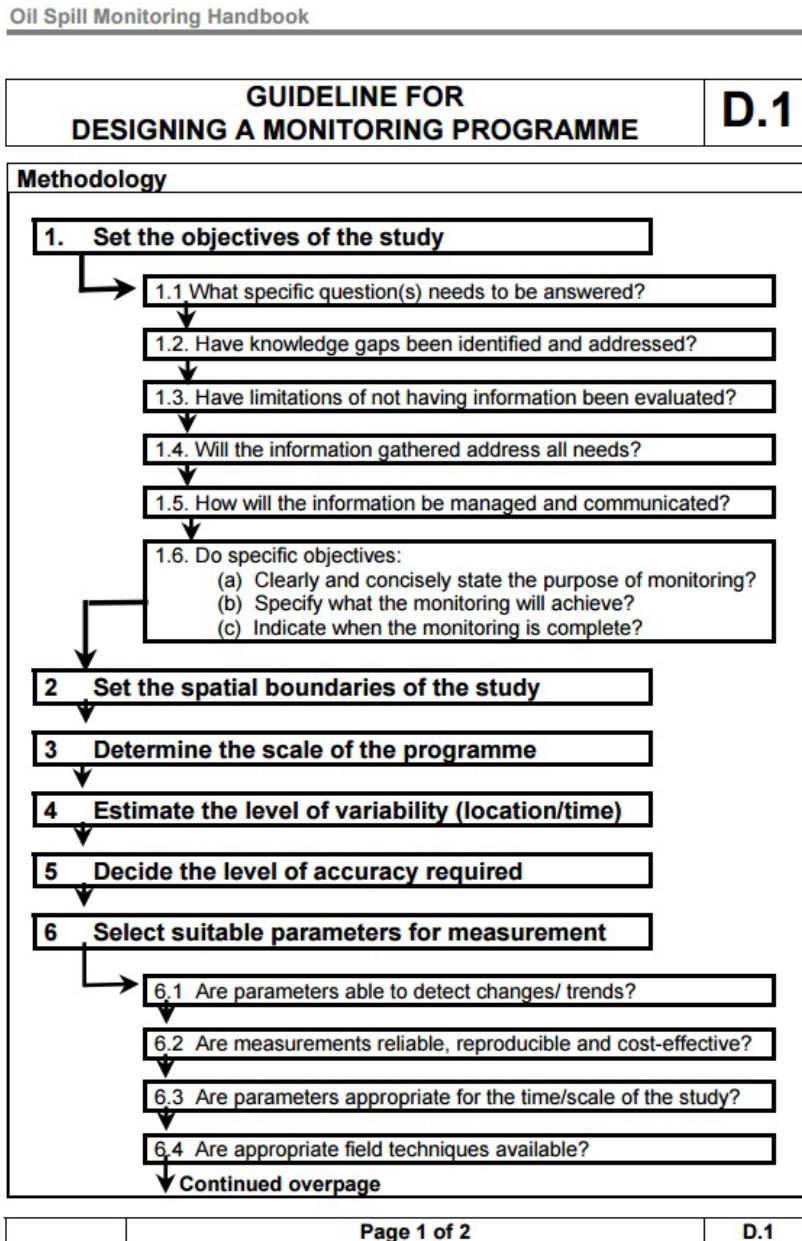 Oil Spill Monitoring Handbook
GUIDELINE FOR
DESIGNING A MONITORING PROGRAMME
D.1
Methodology
1. Set the objectives of the study
1.1 What specific question(s) needs to be answered?
1.2. Have knowledge gaps been identified and addressed?
1.3. Have limitations of not having information been evaluated?
1.4. Will the information gathered address all needs?
1.5. How will the information be managed and communicated?
1.6. Do specific objectives:
(a) Clearly and concisely state the purpose of monitoring?
(b) Specify what the monitoring will achieve?
(c) Indicate when the monitoring is complete?
2 Set the spatial boundaries of the study
3 Determine the scale of the programme
4 Estimate the level of variability (location/time)
5 Decide the level of accuracy required
6 Select suitable parameters for measurement
6.1 Are parameters able to detect changes/ trends?
6.2 Are measurements reliable, reproducible and cost-effective?
6.3 Are parameters appropriate for the time/scale of the study?
6.4 Are appropriate field techniques available?
Continued overpage
Page 1 of 2
D.1